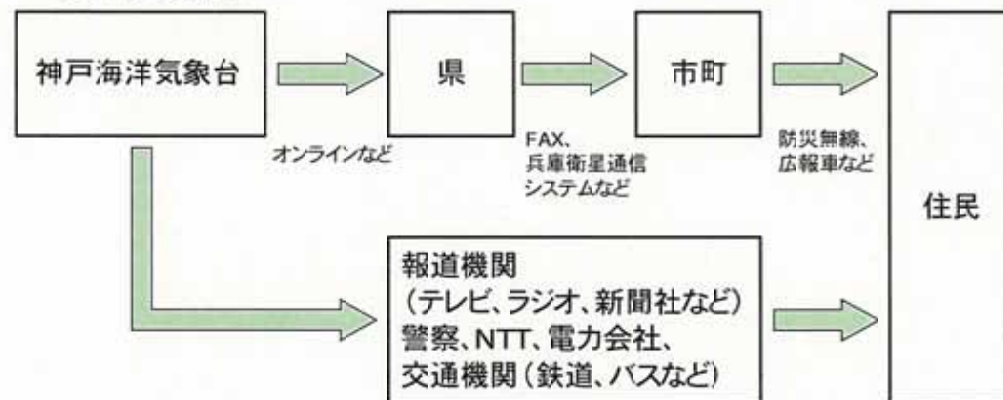 神戸海洋気象台
県
市町
オンラインなど
FAX、
兵庫衛星通信
システムなど
防災無線、
広報車など
住民
報道機関
(テレビ、ラジオ、新聞社など)
警察、NTT、電力会社、
交通機関(鉄道、バスなど)